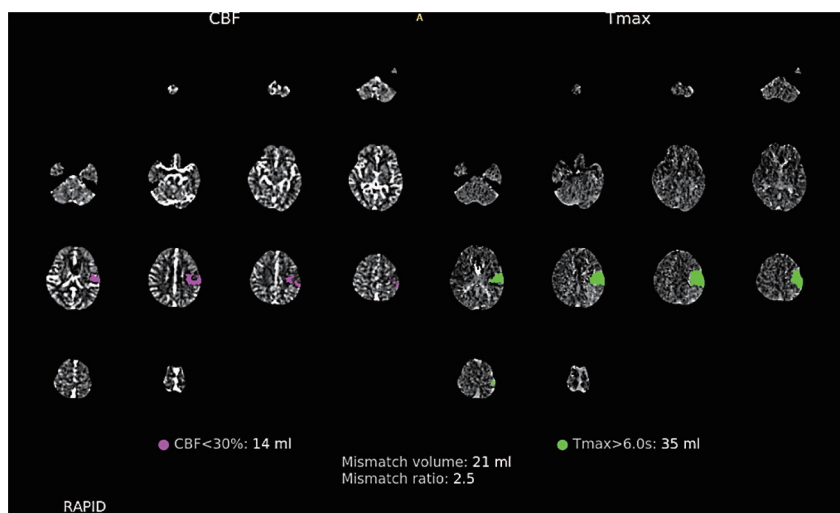 CBF
A
Tmax
CBF<30%: 14 ml
Tmax>6.0s: 35 ml
Mismatch volume: 21 ml
Mismatch ratio: 2.5
RAPID